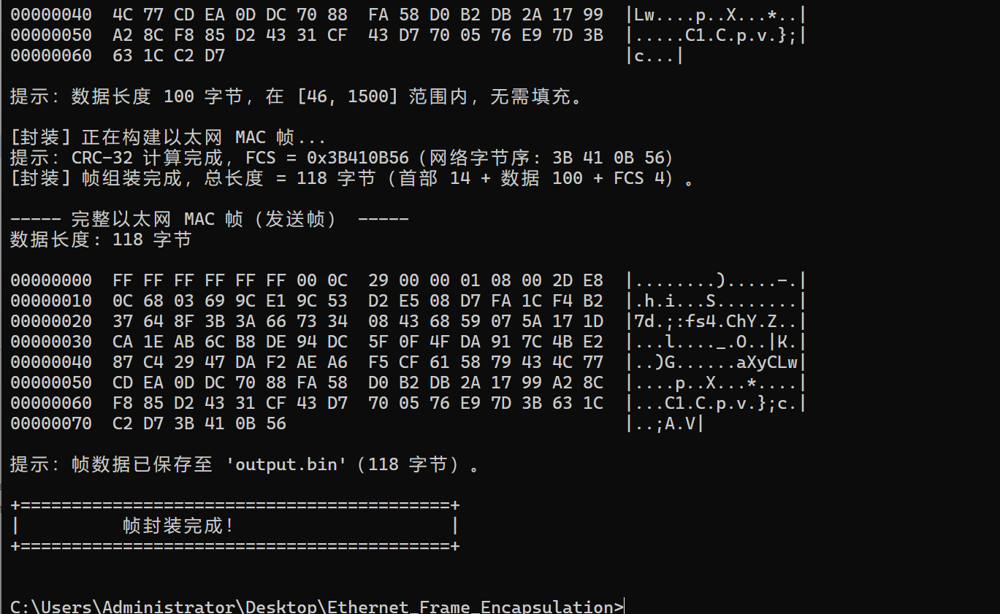 00000040  4C 77 CD EA 0D DC 70 88  FA 58 D0 B2 DB 2A 17 99  |Lw....p..X...*..|
00000050  A2 8C F8 85 D2 43 31 CF  43 D7 70 05 76 E9 7D 3B  |.....C1.C.p.v.};|
00000060  63 1C C2 D7                                       |c...|
提示: 数据长度 100 字节，在 [46, 1500] 范围内，无需填充。
[封装] 正在构建以太网 MAC 帧...
提示: CRC-32 计算完成，FCS = 0x3B410B56（网络字节序: 3B 41 0B 56）
[封装] 帧组装完成，总长度 = 118 字节（首部 14 + 数据 100 + FCS 4）。
----- 完整以太网 MAC 帧（发送帧） -----
数据长度: 118 字节
00000000  FF FF FF FF FF FF 00 0C  29 00 00 01 08 00 2D E8  |........).....-.|
00000010  0C 68 03 69 9C E1 9C 53  D2 E5 08 D7 FA 1C F4 B2  |.h.i...S........|
00000020  37 64 8F 3B 3A 66 73 34  08 43 68 59 07 5A 17 1D  |7d.;:fs4.ChY.Z..|
00000030  CA 1E AB 6C B8 DE 94 DC  5F 0F 4F DA 91 7C 4B E2  |...l...._.O..|K.|
00000040  87 C4 29 47 DA F2 AE A6  F5 CF 61 58 79 43 4C 77  |..)G......aXyCLw|
00000050  CD EA 0D DC 70 88 FA 58  D0 B2 DB 2A 17 99 A2 8C  |....p..X...*....|
00000060  F8 85 D2 43 31 CF 43 D7  70 05 76 E9 7D 3B 63 1C  |...C1.C.p.v.};c.|
00000070  C2 D7 3B 41 0B 56                                 |..;A.V|
提示: 帧数据已保存至 'output.bin'（118 字节）。
+==========================================+
|          帧封装完成!                     |
+==========================================+
C:\Users\Administrator\Desktop\Ethernet_Frame_Encapsulation>